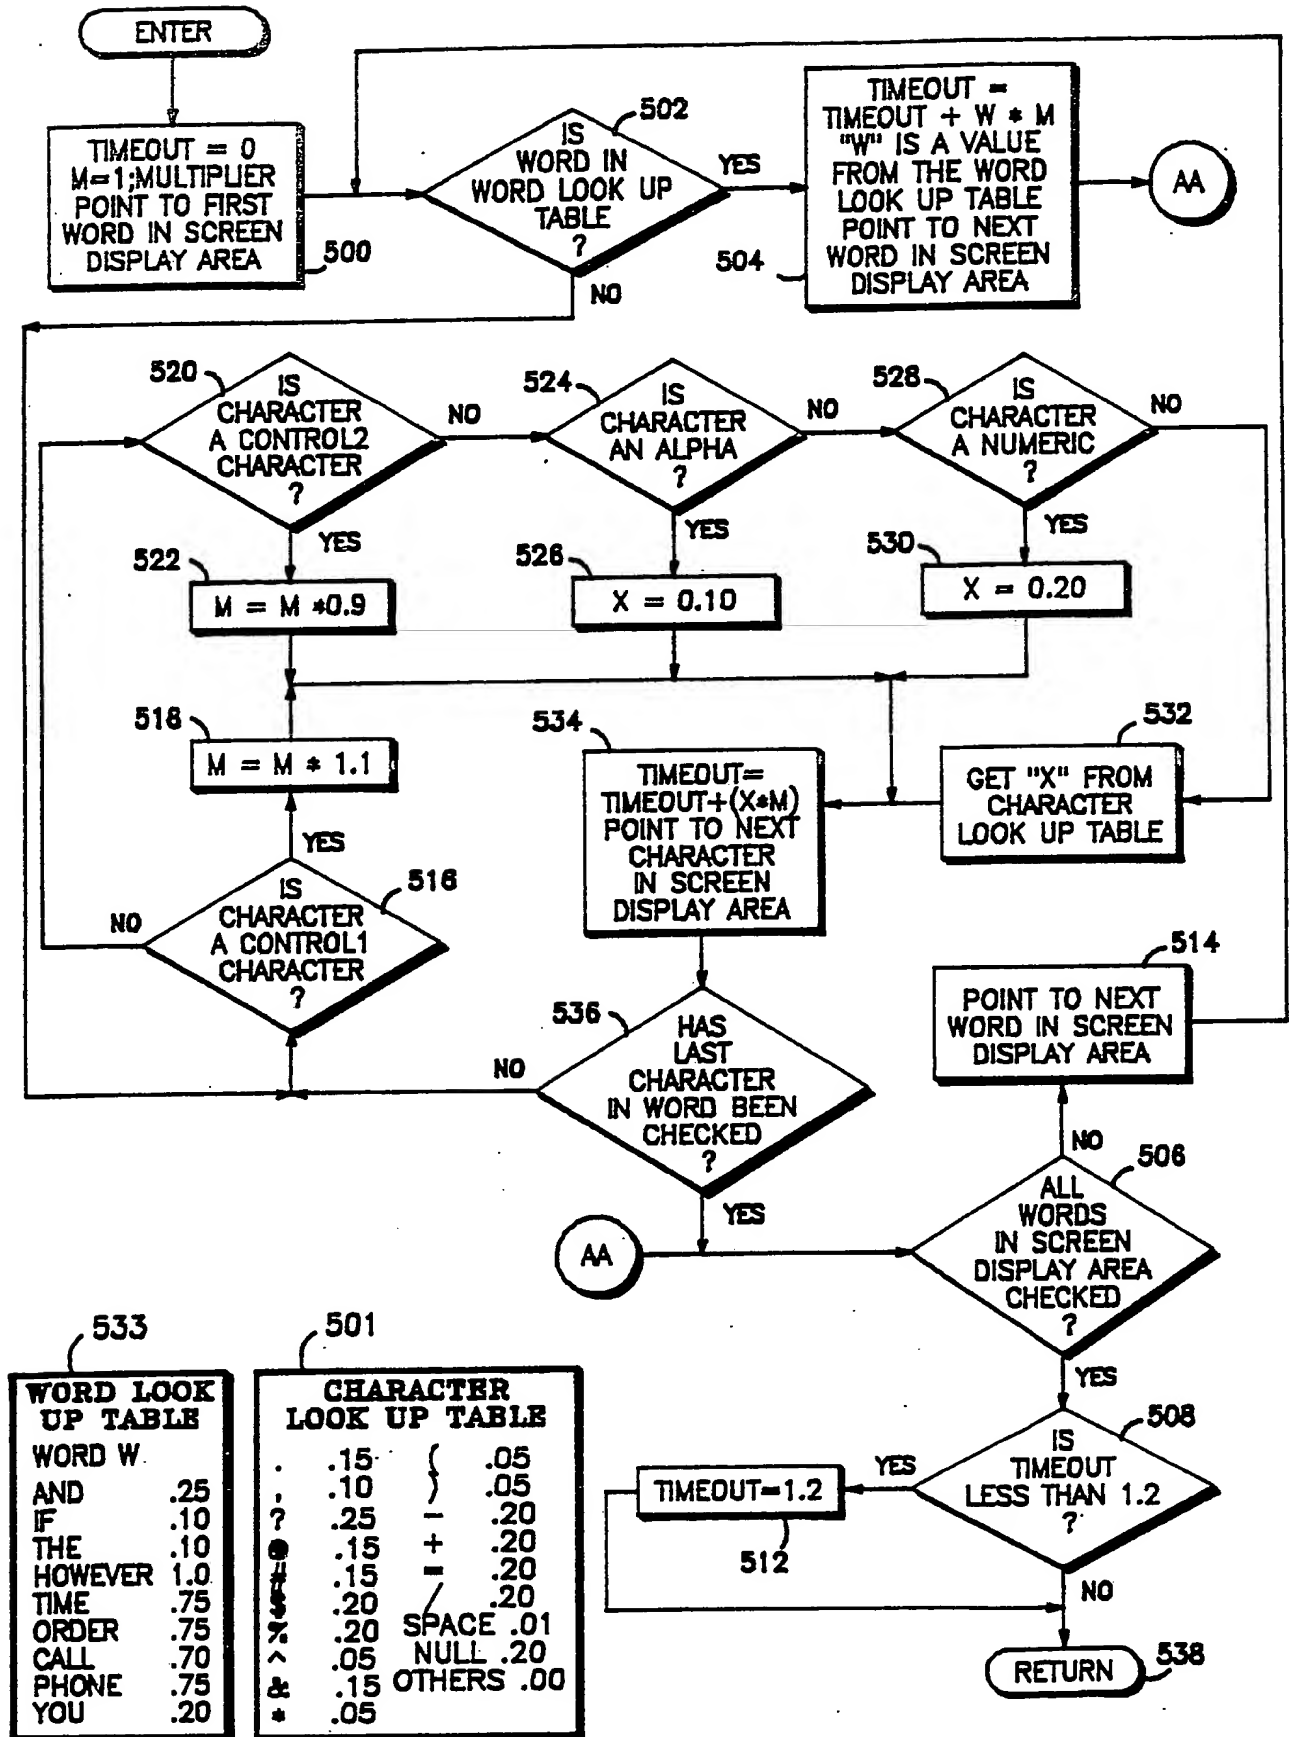 ENTER
TIMEOUT = 0
M=1;MULTIPLIER
POINT TO FIRST
WORD IN SCREEN
DISPLAY AREA
500
502
IS
WORD IN
WORD LOOK UP
TABLE
?
YES
NO
TIMEOUT =
TIMEOUT + W * M
"W" IS A VALUE
FROM THE WORD
LOOK UP TABLE
POINT TO NEXT
WORD IN SCREEN
DISPLAY AREA
504
AA
520
IS
CHARACTER
A CONTROL2
CHARACTER
?
NO
YES
524
IS
CHARACTER
AN ALPHA
?
NO
YES
528
IS
CHARACTER
A NUMERIC
?
NO
YES
522
M = M *0.9
526
X = 0.10
530
X = 0.20
518
M = M * 1.1
YES
516
IS
CHARACTER
A CONTROL1
CHARACTER
?
NO
534
TIMEOUT=
TIMEOUT+(X*M)
POINT TO NEXT
CHARACTER
IN SCREEN
DISPLAY AREA
532
GET "X" FROM
CHARACTER
LOOK UP TABLE
536
HAS
LAST
CHARACTER
IN WORD BEEN
CHECKED
?
NO
YES
514
POINT TO NEXT
WORD IN SCREEN
DISPLAY AREA
NO
506
ALL
WORDS
IN SCREEN
DISPLAY AREA
CHECKED
?
YES
AA
508
IS
TIMEOUT
LESS THAN 1.2
?
YES
NO
TIMEOUT=1.2
512
RETURN
538
533
WORD LOOK
UP TABLE
WORD W
AND .25
IF .10
THE .10
HOWEVER 1.0
TIME .75
ORDER .75
CALL .70
PHONE .75
YOU .20
501
CHARACTER
LOOK UP TABLE
. .15 ( .05
, .10 ) .05
? .25 - .20
@ .15 + .20
# .15 = .20
$ .20 / .20
% .20 SPACE .01
^ .05 NULL .20
& .15 OTHERS .00
* .05